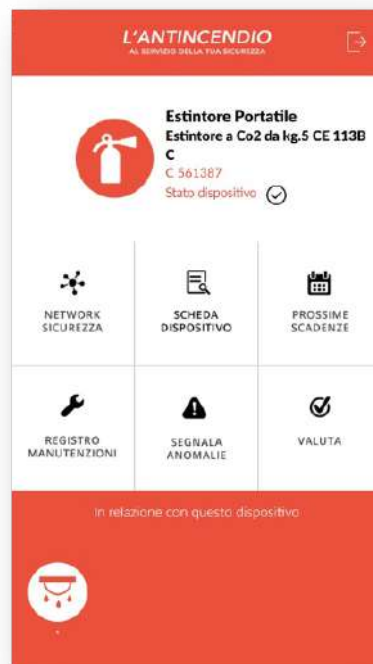 L'ANTINCENDIO
AL SERVIZIO DELLA TUA SICUREZZA
Estintore Portatile
Estintore a Co2 da kg.5 CE 113B
C
C 561387
Stato dispositivo
NETWORK
SICUREZZA
SCHEDA
DISPOSITIVO
PROSSIME
SCADENZE
REGISTRO
MANUTENZIONI
SEGNALA
ANOMALIE
VALUTA
In relazione con questo dispositivo